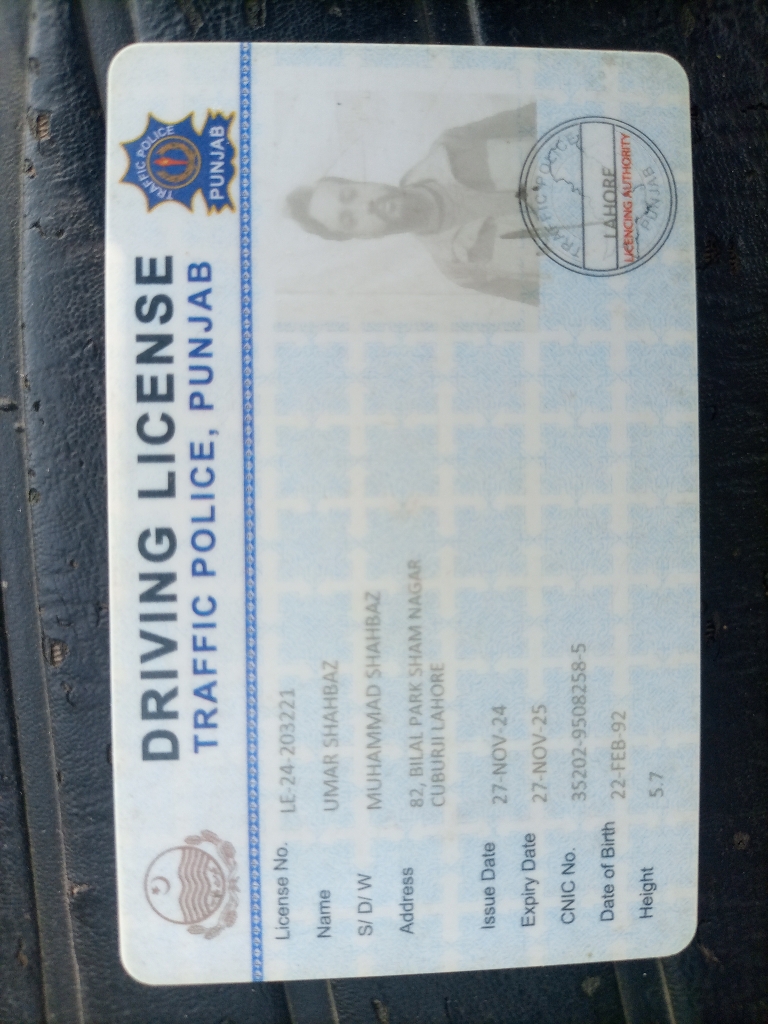 TRAFFIC POLICE
PUNJAB
DRIVING LICENSE
TRAFFIC POLICE, PUNJAB
License No. LE-24-203221
Name UMAR SHAHBAZ
S/ D/ W MUHAMMAD SHAHBAZ
Address 82, BILAL PARK SHAM NAGAR
CUBURJI LAHORE
Issue Date 27-NOV-24
Expiry Date 27-NOV-25
CNIC No. 35202-9508258-5
Date of Birth 22-FEB-92
Height 5.7
TRAFFIC POLICE
LAHORE
LICENCING AUTHORITY
PUNJAB